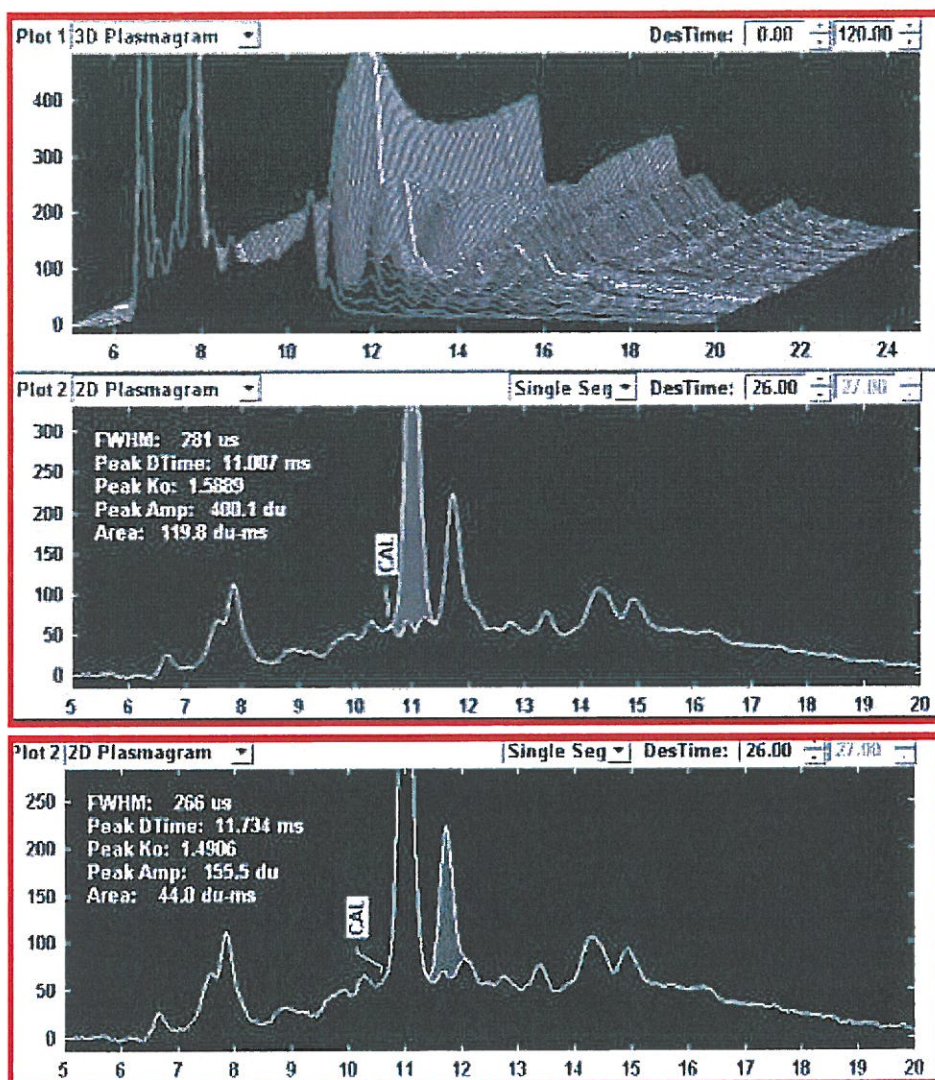 Plot 1 3D Plasmagram DesTime: 0.00 120.00
400
300
200
100
0
6 8 10 12 14 16 18 20 22 24
Plot 2 2D Plasmagram Single Seg DesTime: 26.00 27.00
300
250
200
150
100
50
0
FWHM: 281 us
Peak DTime: 11.007 ms
Peak Ko: 1.5889
Peak Amp: 400.1 du
Area: 119.8 du-ms
CAL
5 6 7 8 9 10 11 12 13 14 15 16 17 18 19 20
Plot 2 2D Plasmagram Single Seg DesTime: 26.00 27.00
250
200
150
100
50
0
FWHM: 266 us
Peak DTime: 11.734 ms
Peak Ko: 1.4906
Peak Amp: 155.5 du
Area: 44.0 du-ms
CAL
5 6 7 8 9 10 11 12 13 14 15 16 17 18 19 20